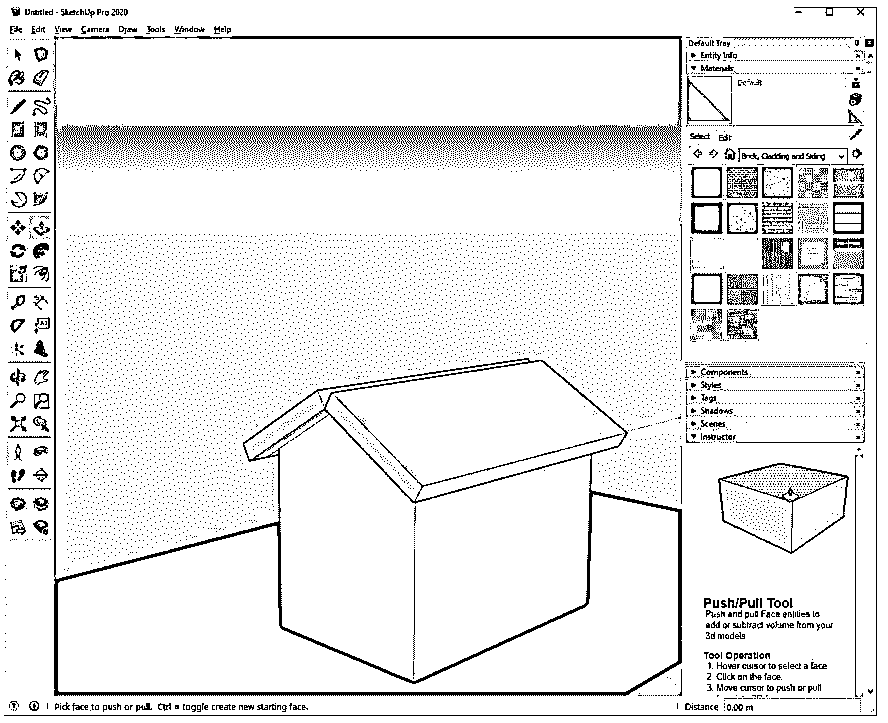 Untitled - SketchUp Pro 2020
File Edit View Camera Draw Tools Window Help
Default Tray
Entity Info
Materials
Default
Select Edit
Brick, Cladding and Siding
Components
Styles
Tags
Shadows
Scenes
Instructor
Push/Pull Tool
Push and pull Face entities to
add or subtract volume from your
3d models
Tool Operation
1. Hover cursor to select a face
2 Click on the face.
3. Move cursor to push or pull
Pick face to push or pull. Ctrl = toggle create new starting face.
Distance 0.00 m